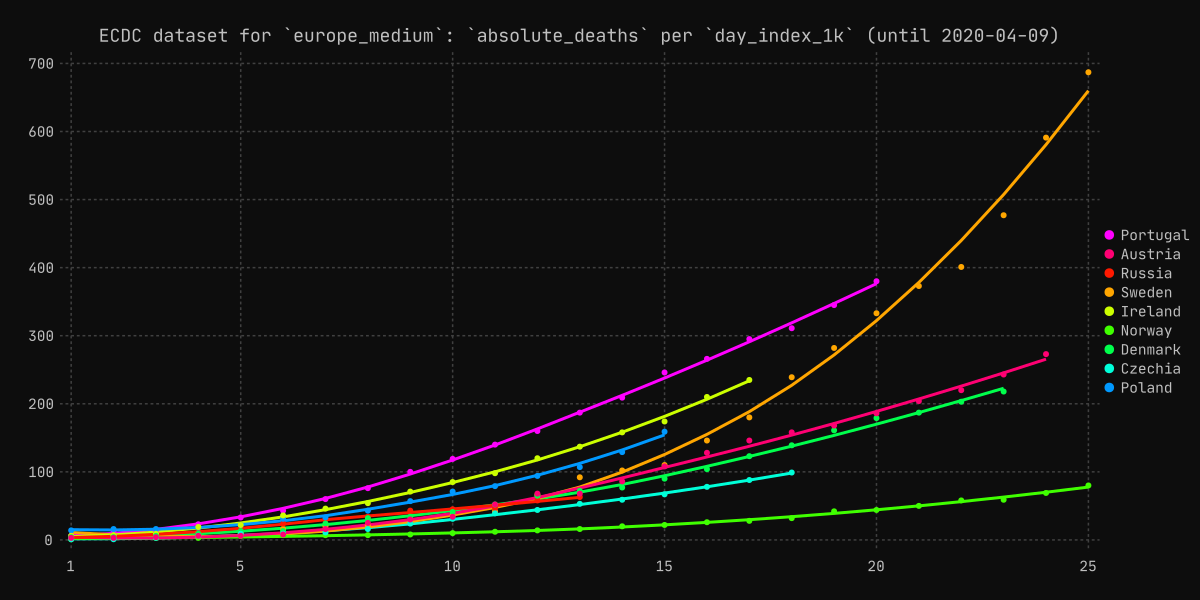 ECDC dataset for `europe_medium`: `absolute_deaths` per `day_index_1k` (until 2020-04-09)
700
600
500
400
300
200
100
0
1
5
10
15
20
25
Portugal
Austria
Russia
Sweden
Ireland
Norway
Denmark
Czechia
Poland